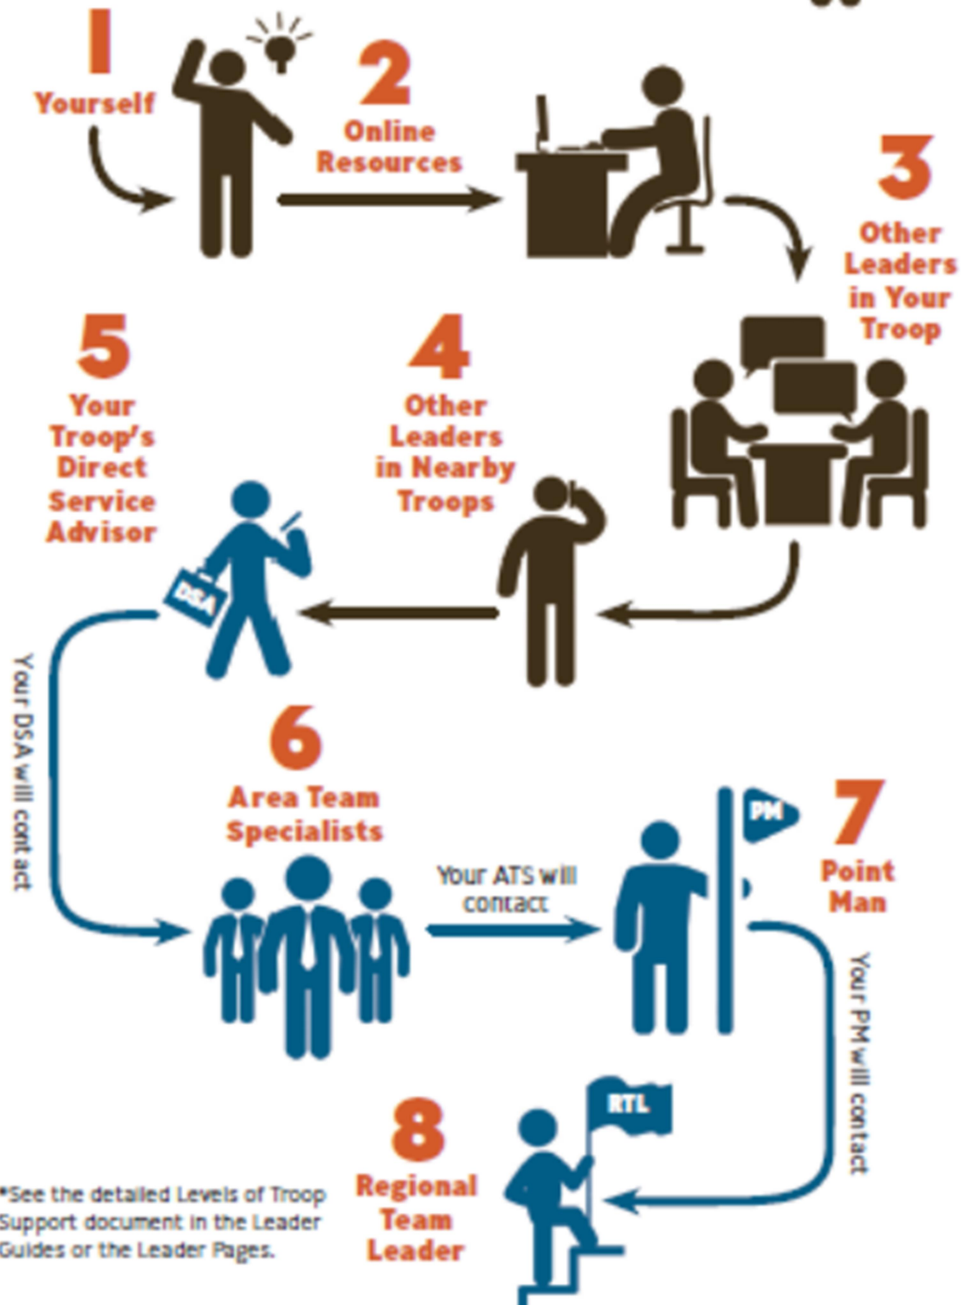 1
Yourself
2
Online
Resources
3
Other
Leaders
in Your
Troop
4
Other
Leaders
in Nearby
Troops
5
Your
Troop's
Direct
Service
Advisor
DSA
Your DSA will contact
6
Area Team
Specialists
Your ATS will
contact
PM
7
Point
Man
Your PM will contact
RTL
8
Regional
Team
Leader
*See the detailed Levels of Troop
Support document in the Leader
Guides or the Leader Pages.